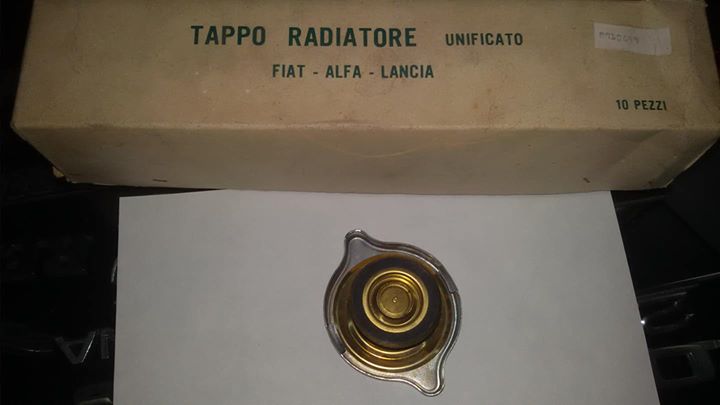 TAPPO RADIATORE UNIFICATO
FIAT - ALFA - LANCIA
10 PEZZI